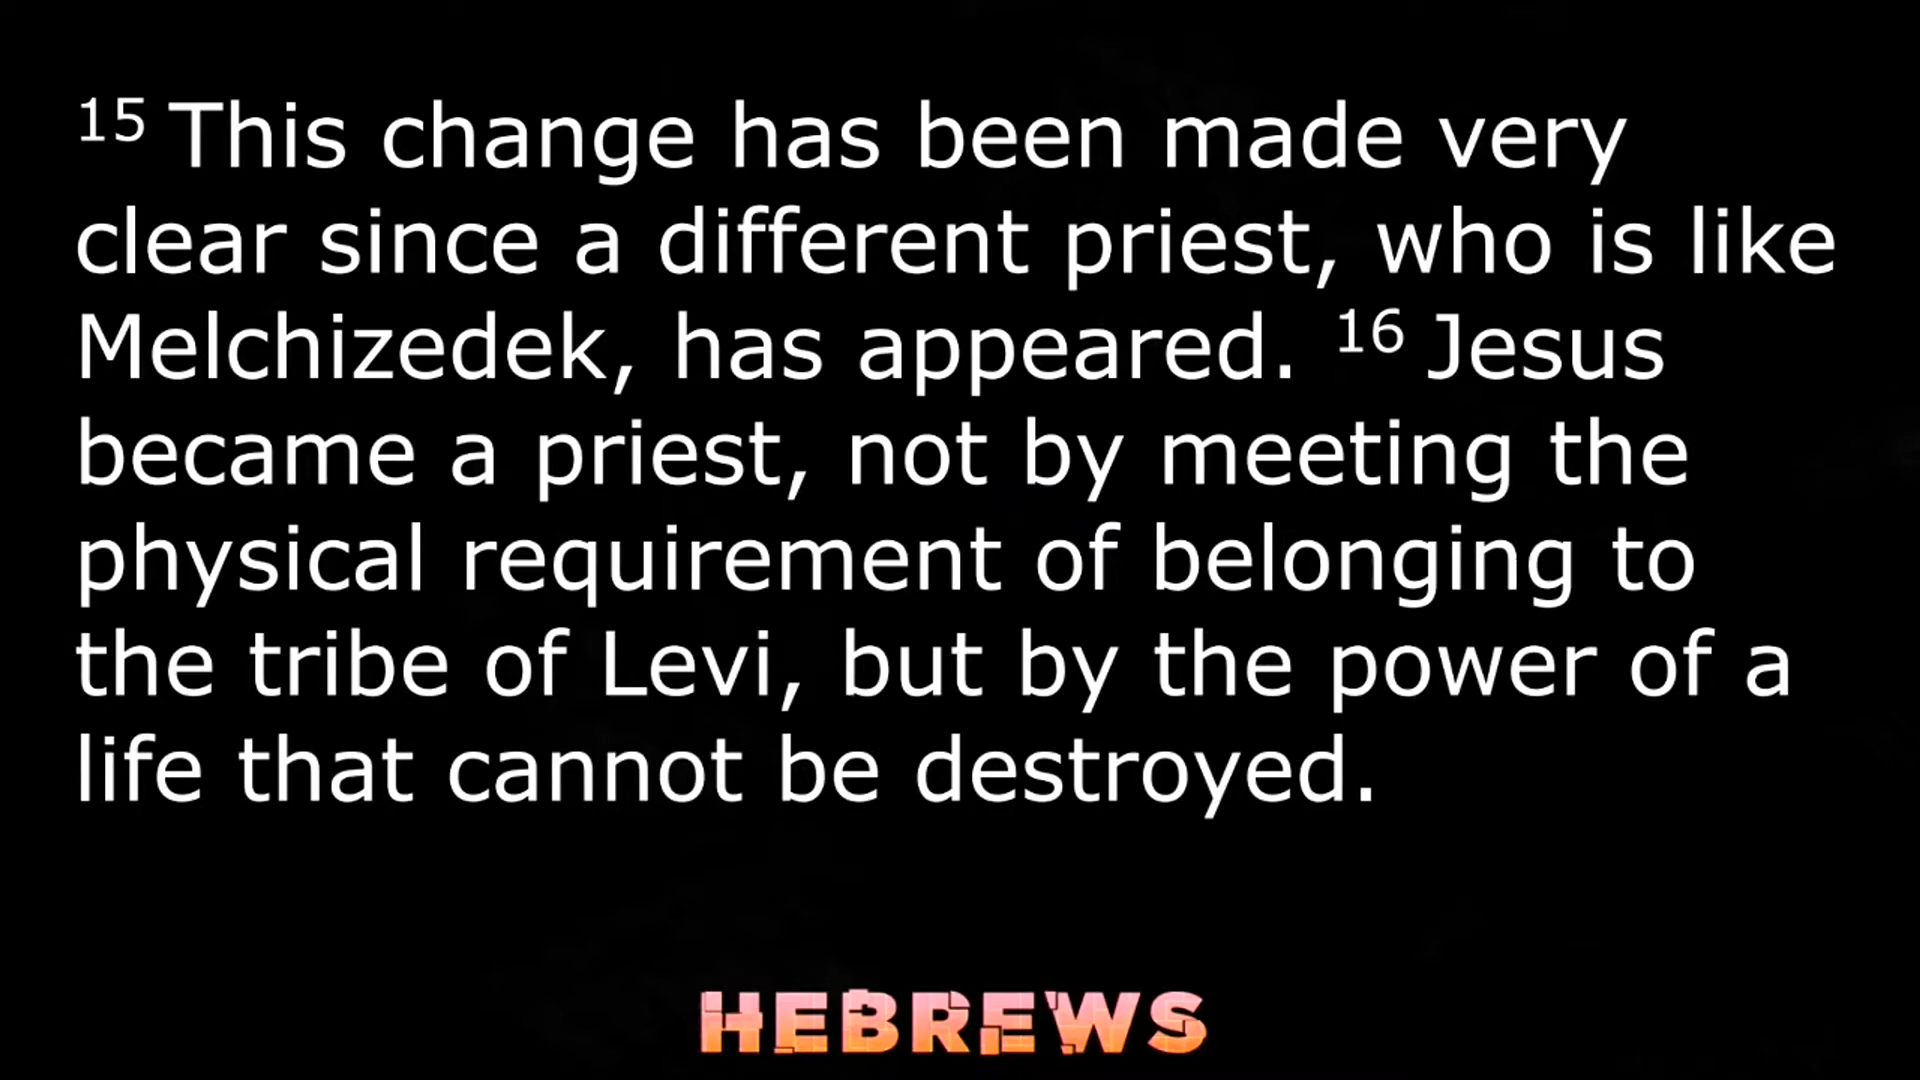 15 This change has been made very
clear since a different priest, who is like
Melchizedek, has appeared. 16 Jesus
became a priest, not by meeting the
physical requirement of belonging to
the tribe of Levi, but by the power of a
life that cannot be destroyed.
HEBREWS